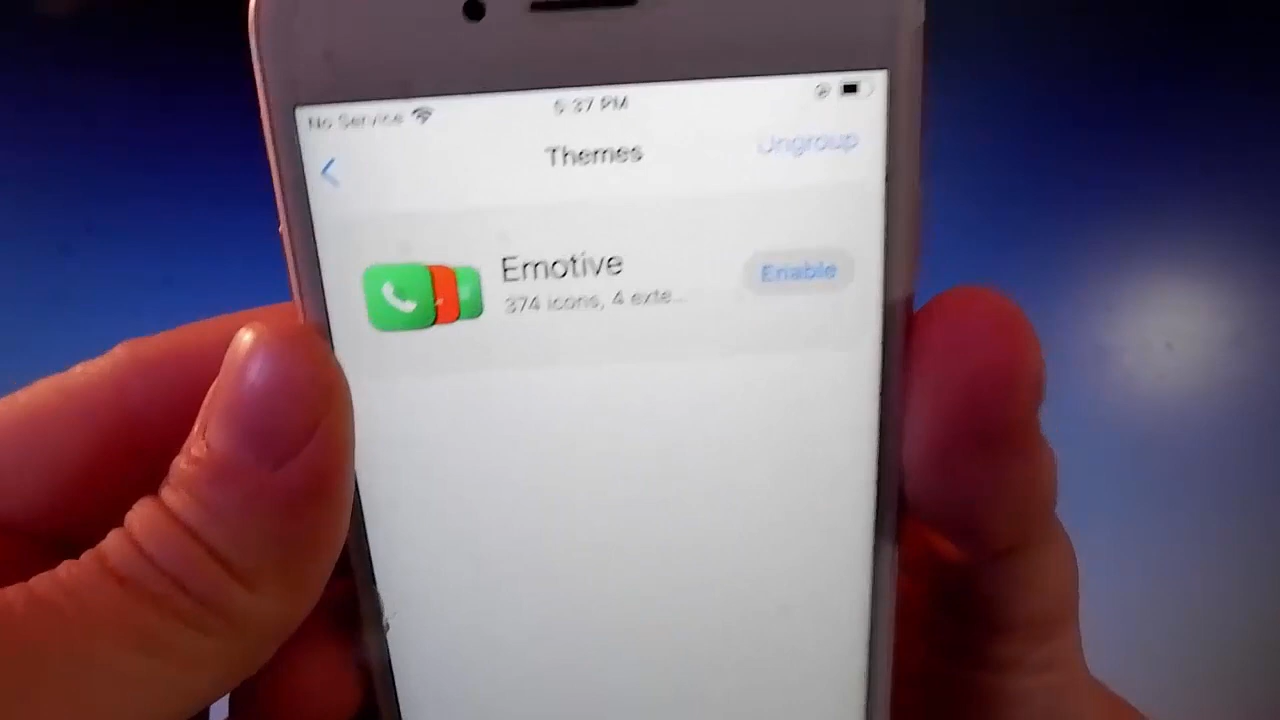 No Service
5:37 PM
Themes
Ungroup
Emotive
374 icons, 4 exte...
Enable